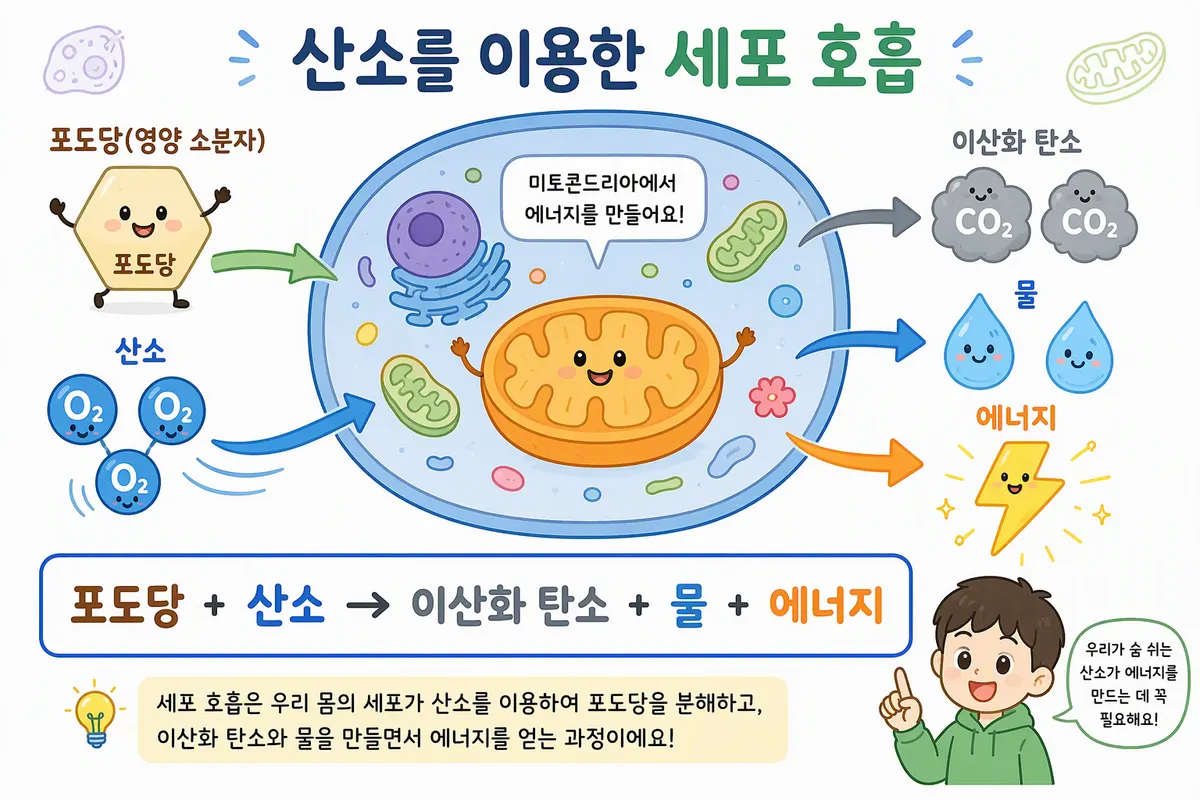 산소를 이용한 세포 호흡
포도당(영양 소분자)
포도당
산소
O₂
O₂
O₂
미토콘드리아에서
에너지를 만들어요!
이산화 탄소
CO₂
CO₂
물
에너지
포도당 + 산소 → 이산화 탄소 + 물 + 에너지
세포 호흡은 우리 몸의 세포가 산소를 이용하여 포도당을 분해하고,
이산화 탄소와 물을 만들면서 에너지를 얻는 과정이에요!
우리가 숨 쉬는
산소가 에너지를
만드는 데 꼭
필요해요!